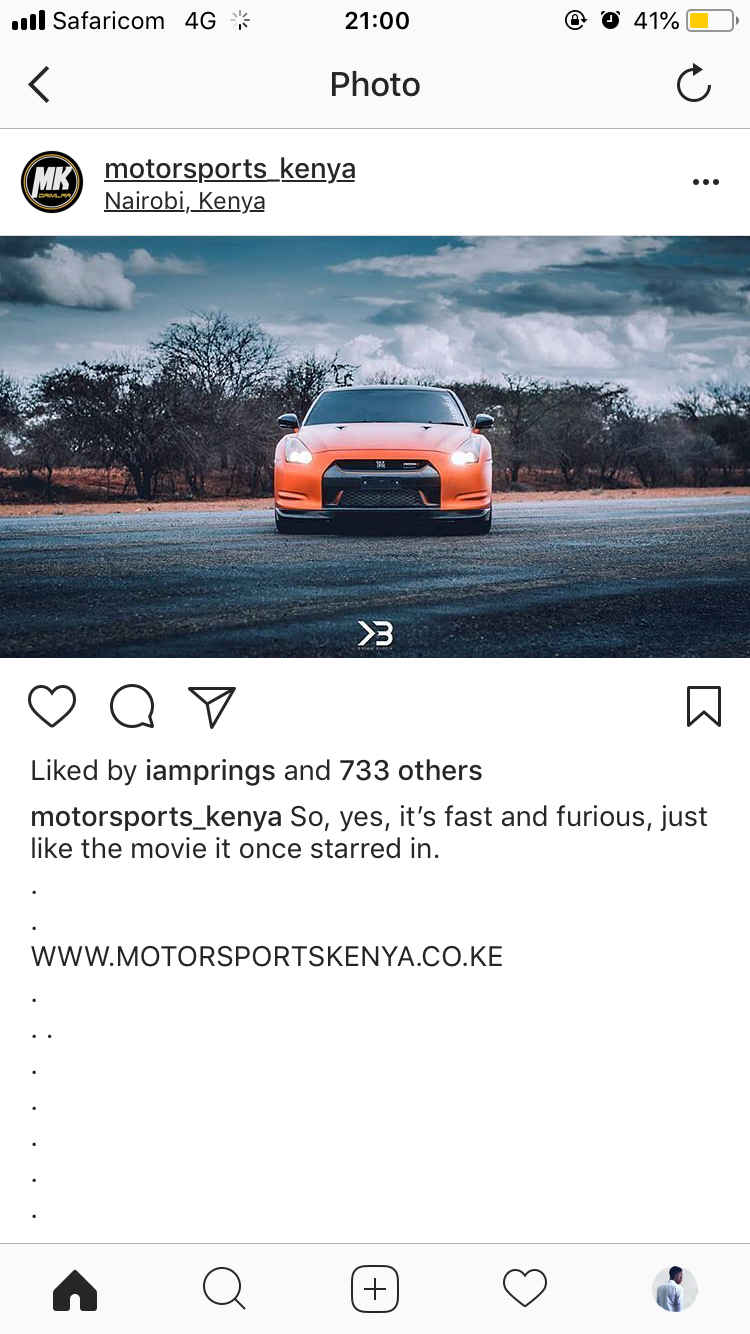 Safaricom 4G 21:00 41%
Photo
MK
motorsports_kenya
Nairobi, Kenya
Liked by iamprings and 733 others
motorsports_kenya So, yes, it’s fast and furious, just
like the movie it once starred in.
.
.
WWW.MOTORSPORTSKENYA.CO.KE
.
. .
.
.
.
.
.